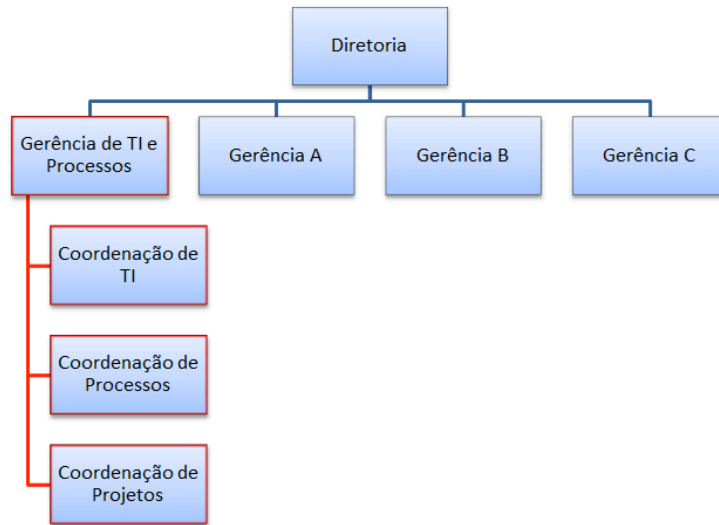 Diretoria
Gerência de TI e
Processos
Gerência A
Gerência B
Gerência C
Coordenação de
TI
Coordenação de
Processos
Coordenação de
Projetos